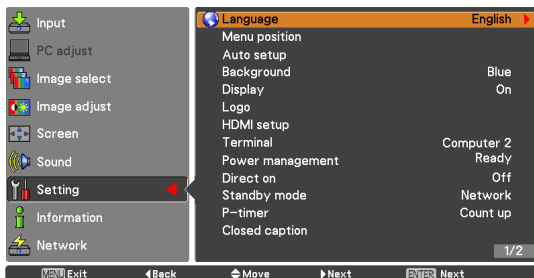 Input
PC adjust
Image select
Image adjust
Screen
Sound
Setting
Information
Network
Language English
Menu position
Auto setup
Background Blue
Display On
Logo
HDMI setup
Terminal Computer 2
Power management Ready
Direct on Off
Standby mode Network
P-timer Count up
Closed caption
1/2
MENU Exit Back Move Next ENTER Next